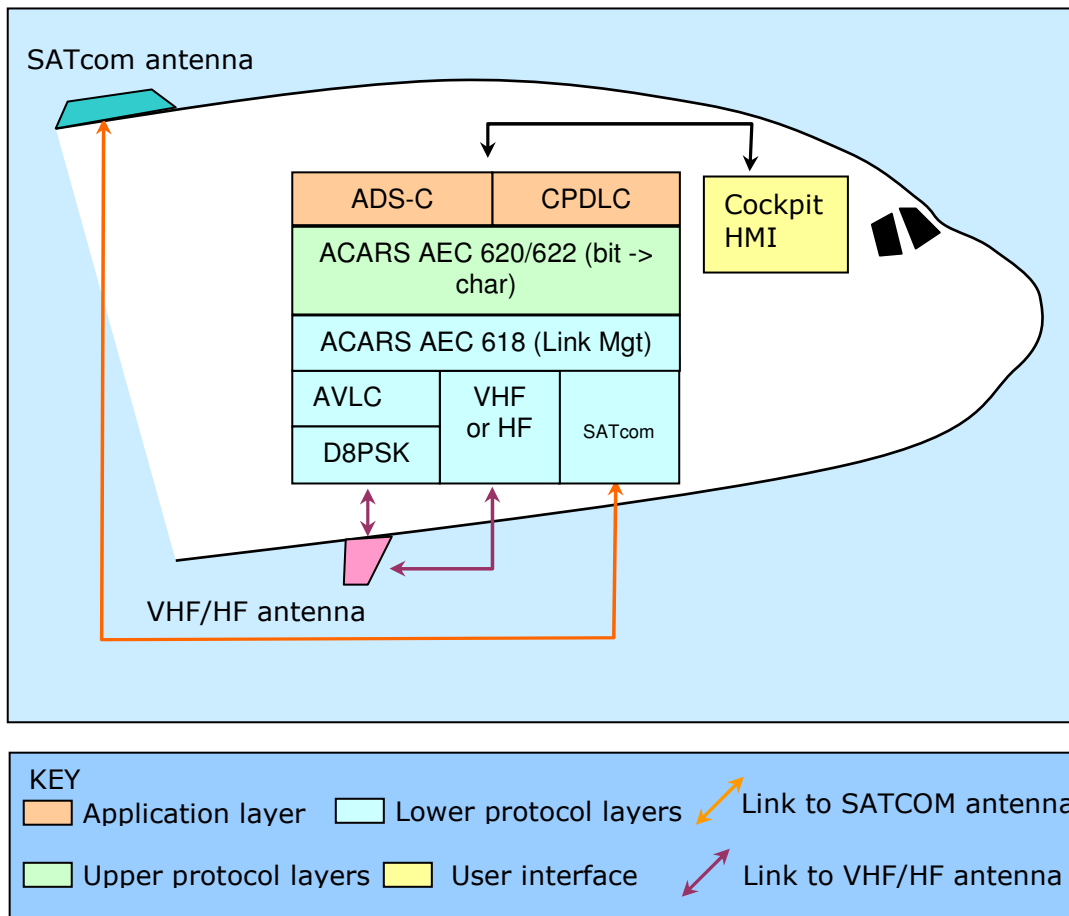 SATcom antenna
ADS-C
CPDLC
Cockpit
HMI
ACARS AEC 620/622 (bit ->
char)
ACARS AEC 618 (Link Mgt)
AVLC
D8PSK
VHF
or HF
SATcom
VHF/HF antenna
KEY
Application layer
Lower protocol layers
Link to SATCOM antenna
Upper protocol layers
User interface
Link to VHF/HF antenna